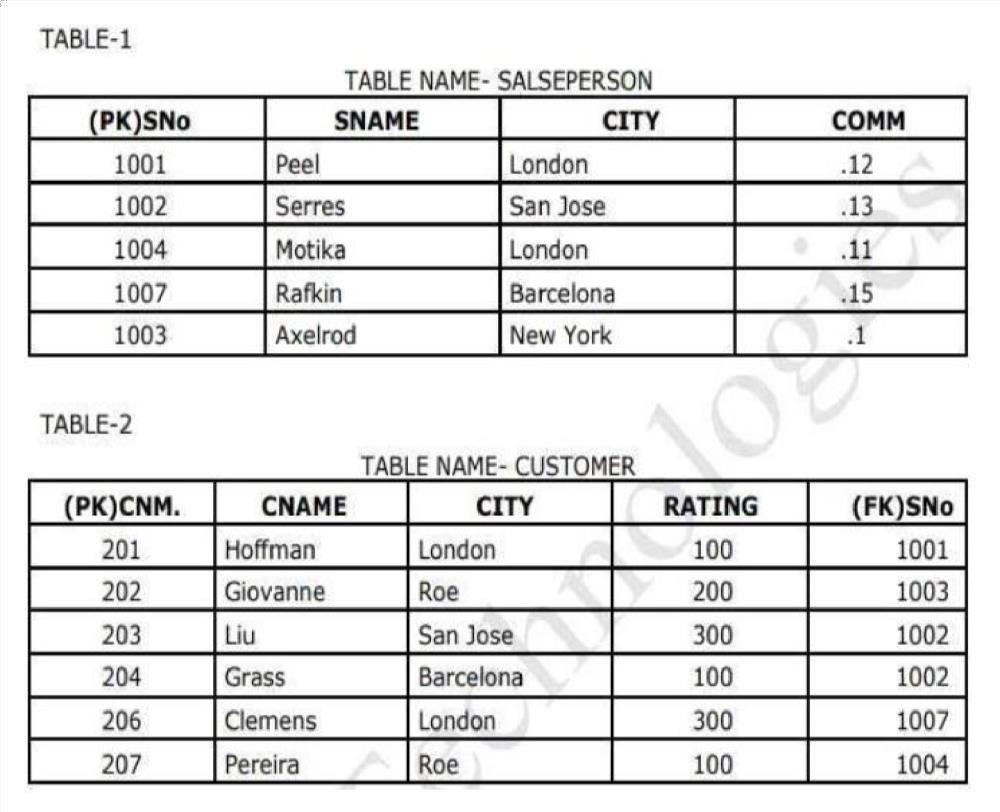 TABLE-1
TABLE NAME- SALSEPERSON
(PK)SNo SNAME CITY COMM
1001 Peel London .12
1002 Serres San Jose .13
1004 Motika London .11
1007 Rafkin Barcelona .15
1003 Axelrod New York .1
TABLE-2
TABLE NAME- CUSTOMER
(PK)CNM. CNAME CITY RATING (FK)SNo
201 Hoffman London 100 1001
202 Giovanne Roe 200 1003
203 Liu San Jose 300 1002
204 Grass Barcelona 100 1002
206 Clemens London 300 1007
207 Pereira Roe 100 1004
Technologies